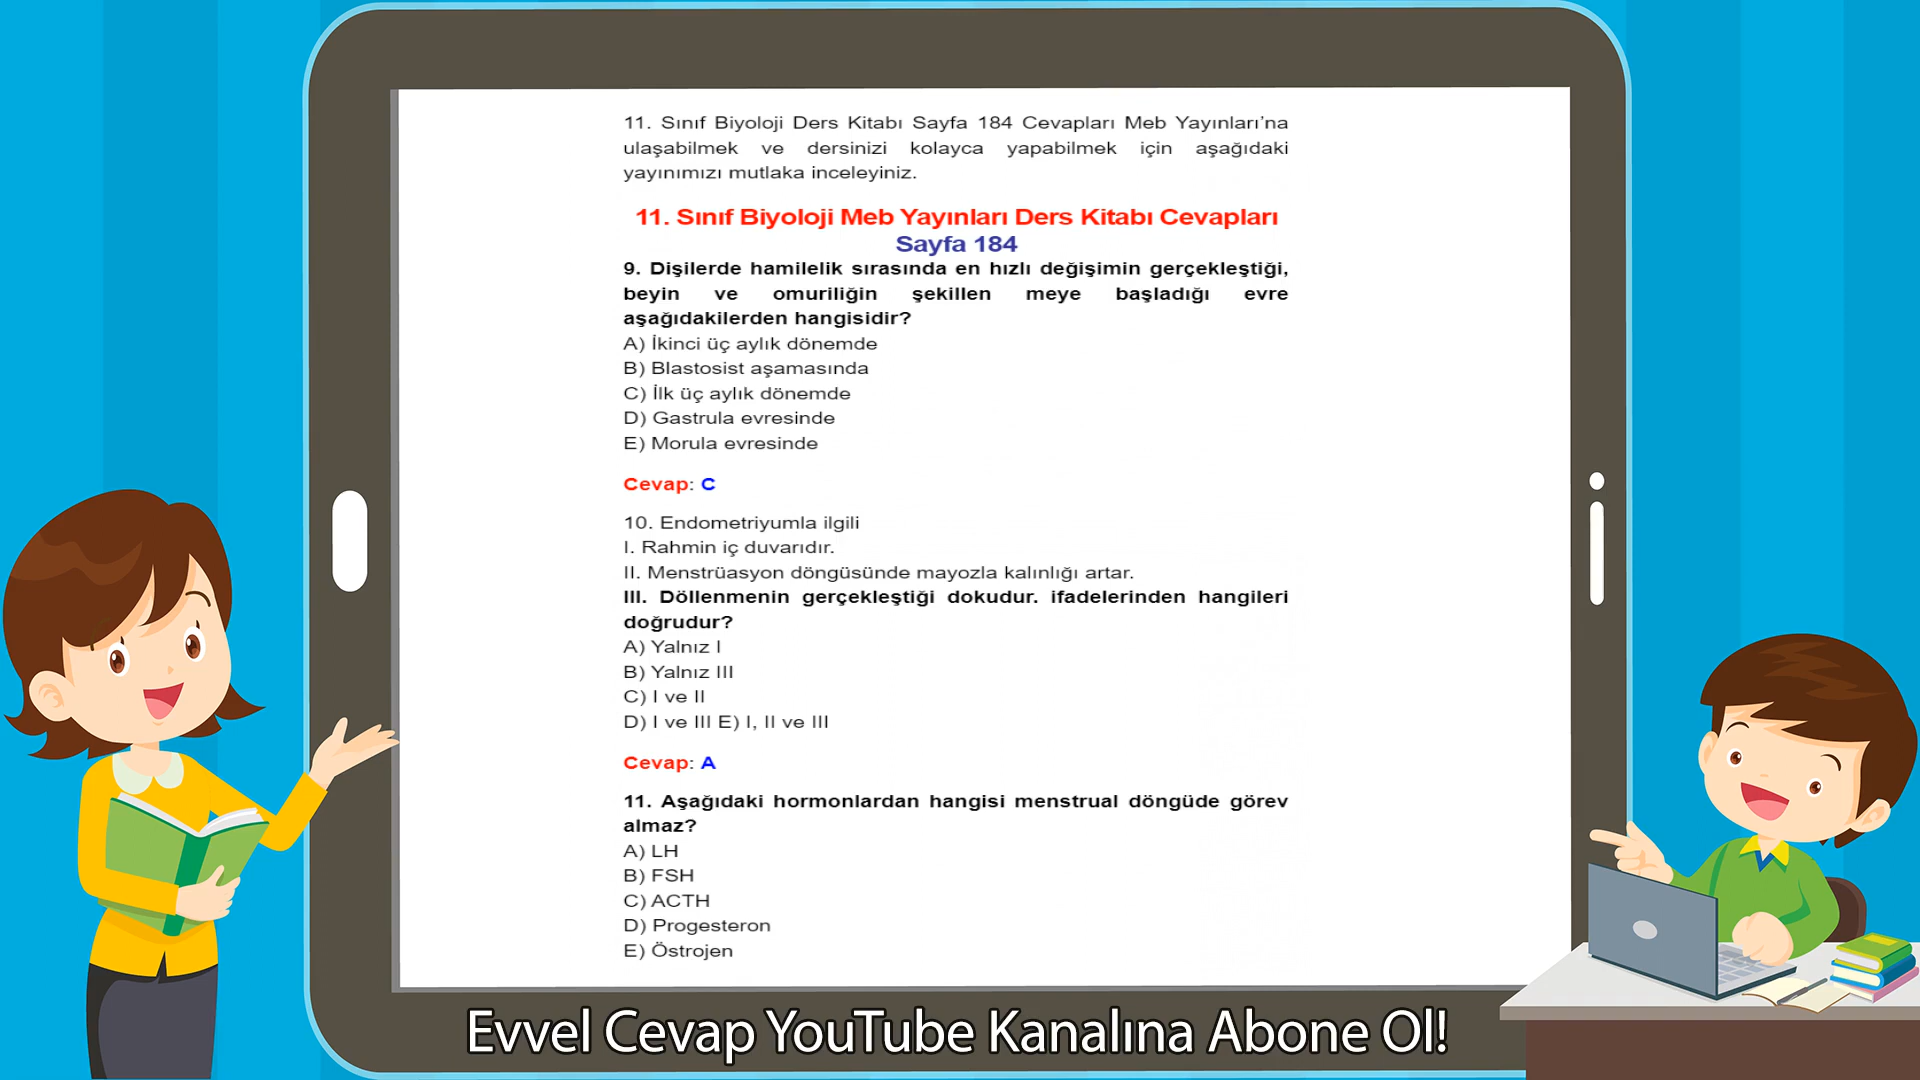 11. Sınıf Biyoloji Ders Kitabı Sayfa 184 Cevapları Meb Yayınları’na
ulaşabilmek ve dersinizi kolayca yapabilmek için aşağıdaki
yayınımızı mutlaka inceleyiniz.
11. Sınıf Biyoloji Meb Yayınları Ders Kitabı Cevapları
Sayfa 184
9. Dişilerde hamilelik sırasında en hızlı değişimin gerçekleştiği,
beyin ve omuriliğin şekillen meye başladığı evre
aşağıdakilerden hangisidir?
A) İkinci üç aylık dönemde
B) Blastosist aşamasında
C) İlk üç aylık dönemde
D) Gastrula evresinde
E) Morula evresinde
Cevap: C
10. Endometriyumla ilgili
I. Rahmin iç duvarıdır.
II. Menstrüasyon döngüsünde mayozla kalınlığı artar.
III. Döllenmenin gerçekleştiği dokudur. ifadelerinden hangileri
doğrudur?
A) Yalnız I
B) Yalnız III
C) I ve II
D) I ve III E) I, II ve III
Cevap: A
11. Aşağıdaki hormonlardan hangisi menstrual döngüde görev
almaz?
A) LH
B) FSH
C) ACTH
D) Progesteron
E) Östrojen
Evvel Cevap YouTube Kanalına Abone Ol!